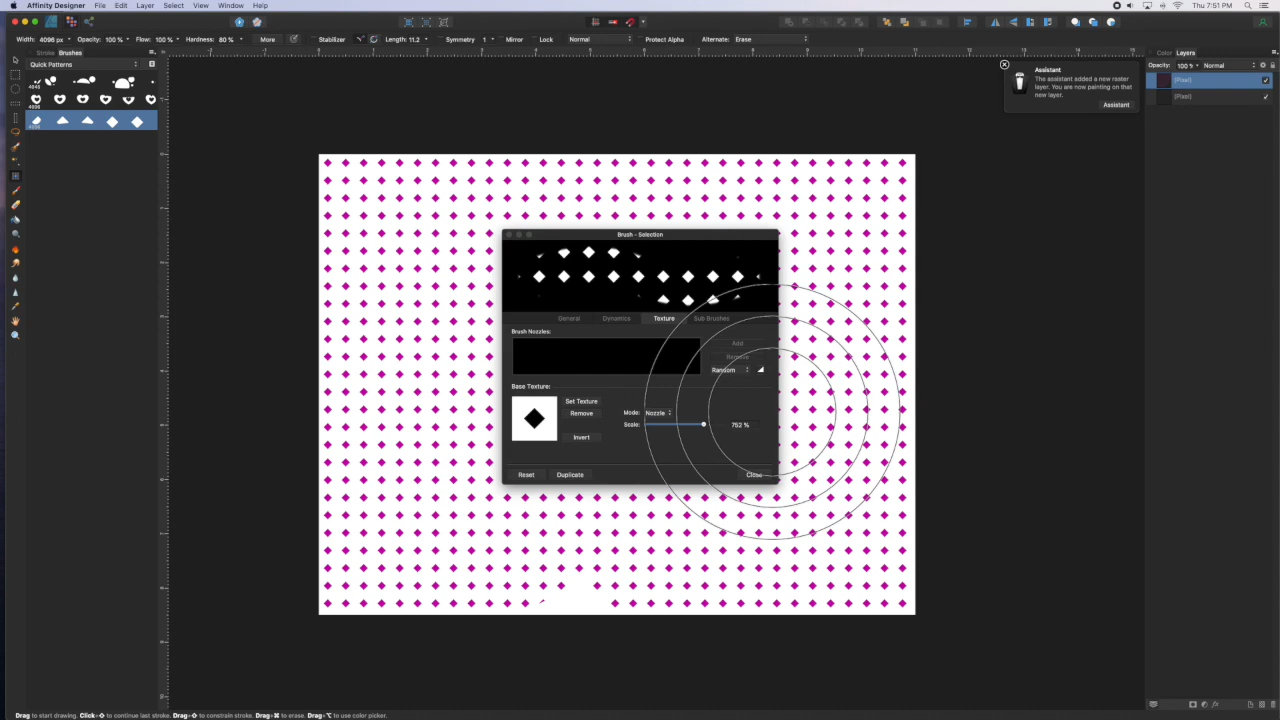 Affinity Designer File Edit Layer Select View Window Help Thu 7:51 PM
Width: 4096 px Opacity: 100 % Flow: 100 % Hardness: 80 % More Stabilizer Length: 11.2 Symmetry 1 Mirror Lock Normal Protect Alpha Alternate: Erase
Stroke Brushes
Quick Patterns
4096
4096
Color Layers
Opacity: 100 % Normal
(Pixel)
(Pixel)
Assistant
The assistant added a new raster
layer. You are now painting on that
new layer.
Assistant
Brush - Selection
General Dynamics Texture Sub Brushes
Brush Nozzles:
Add
Remove
Random
Base Texture:
Set Texture
Remove
Invert
Mode: Nozzle
Scale: 752 %
Reset Duplicate Close
Drag to start drawing. Click+⇧ to continue last stroke. Drag+⇧ to constrain stroke. Drag+⌘ to erase. Drag+⌥ to use color picker.